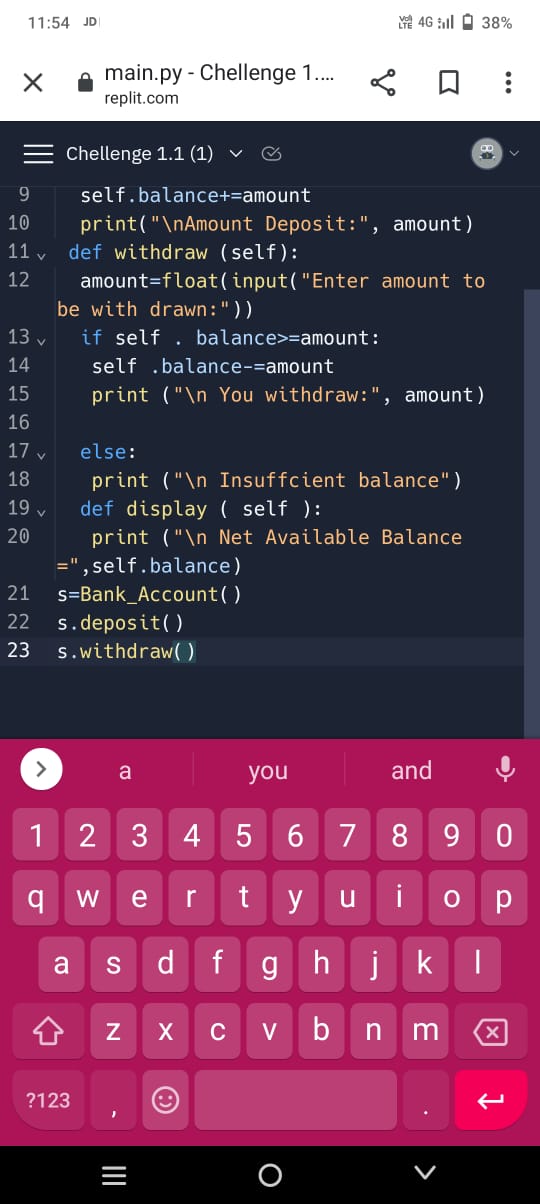 11:54 JD
Vo) LTE 4G 38%
main.py - Chellenge 1....
replit.com
Chellenge 1.1 (1)
9 self.balance+=amount
10 print("\nAmount Deposit:", amount)
11 def withdraw (self):
12 amount=float(input("Enter amount to
be with drawn:"))
13 if self . balance>=amount:
14 self .balance-=amount
15 print ("\n You withdraw:", amount)
16
17 else:
18 print ("\n Insuffcient balance")
19 def display ( self ):
20 print ("\n Net Available Balance
=",self.balance)
21 s=Bank_Account()
22 s.deposit()
23 s.withdraw()
a you and
1 2 3 4 5 6 7 8 9 0
q w e r t y u i o p
a s d f g h j k l
z x c v b n m
?123 , .